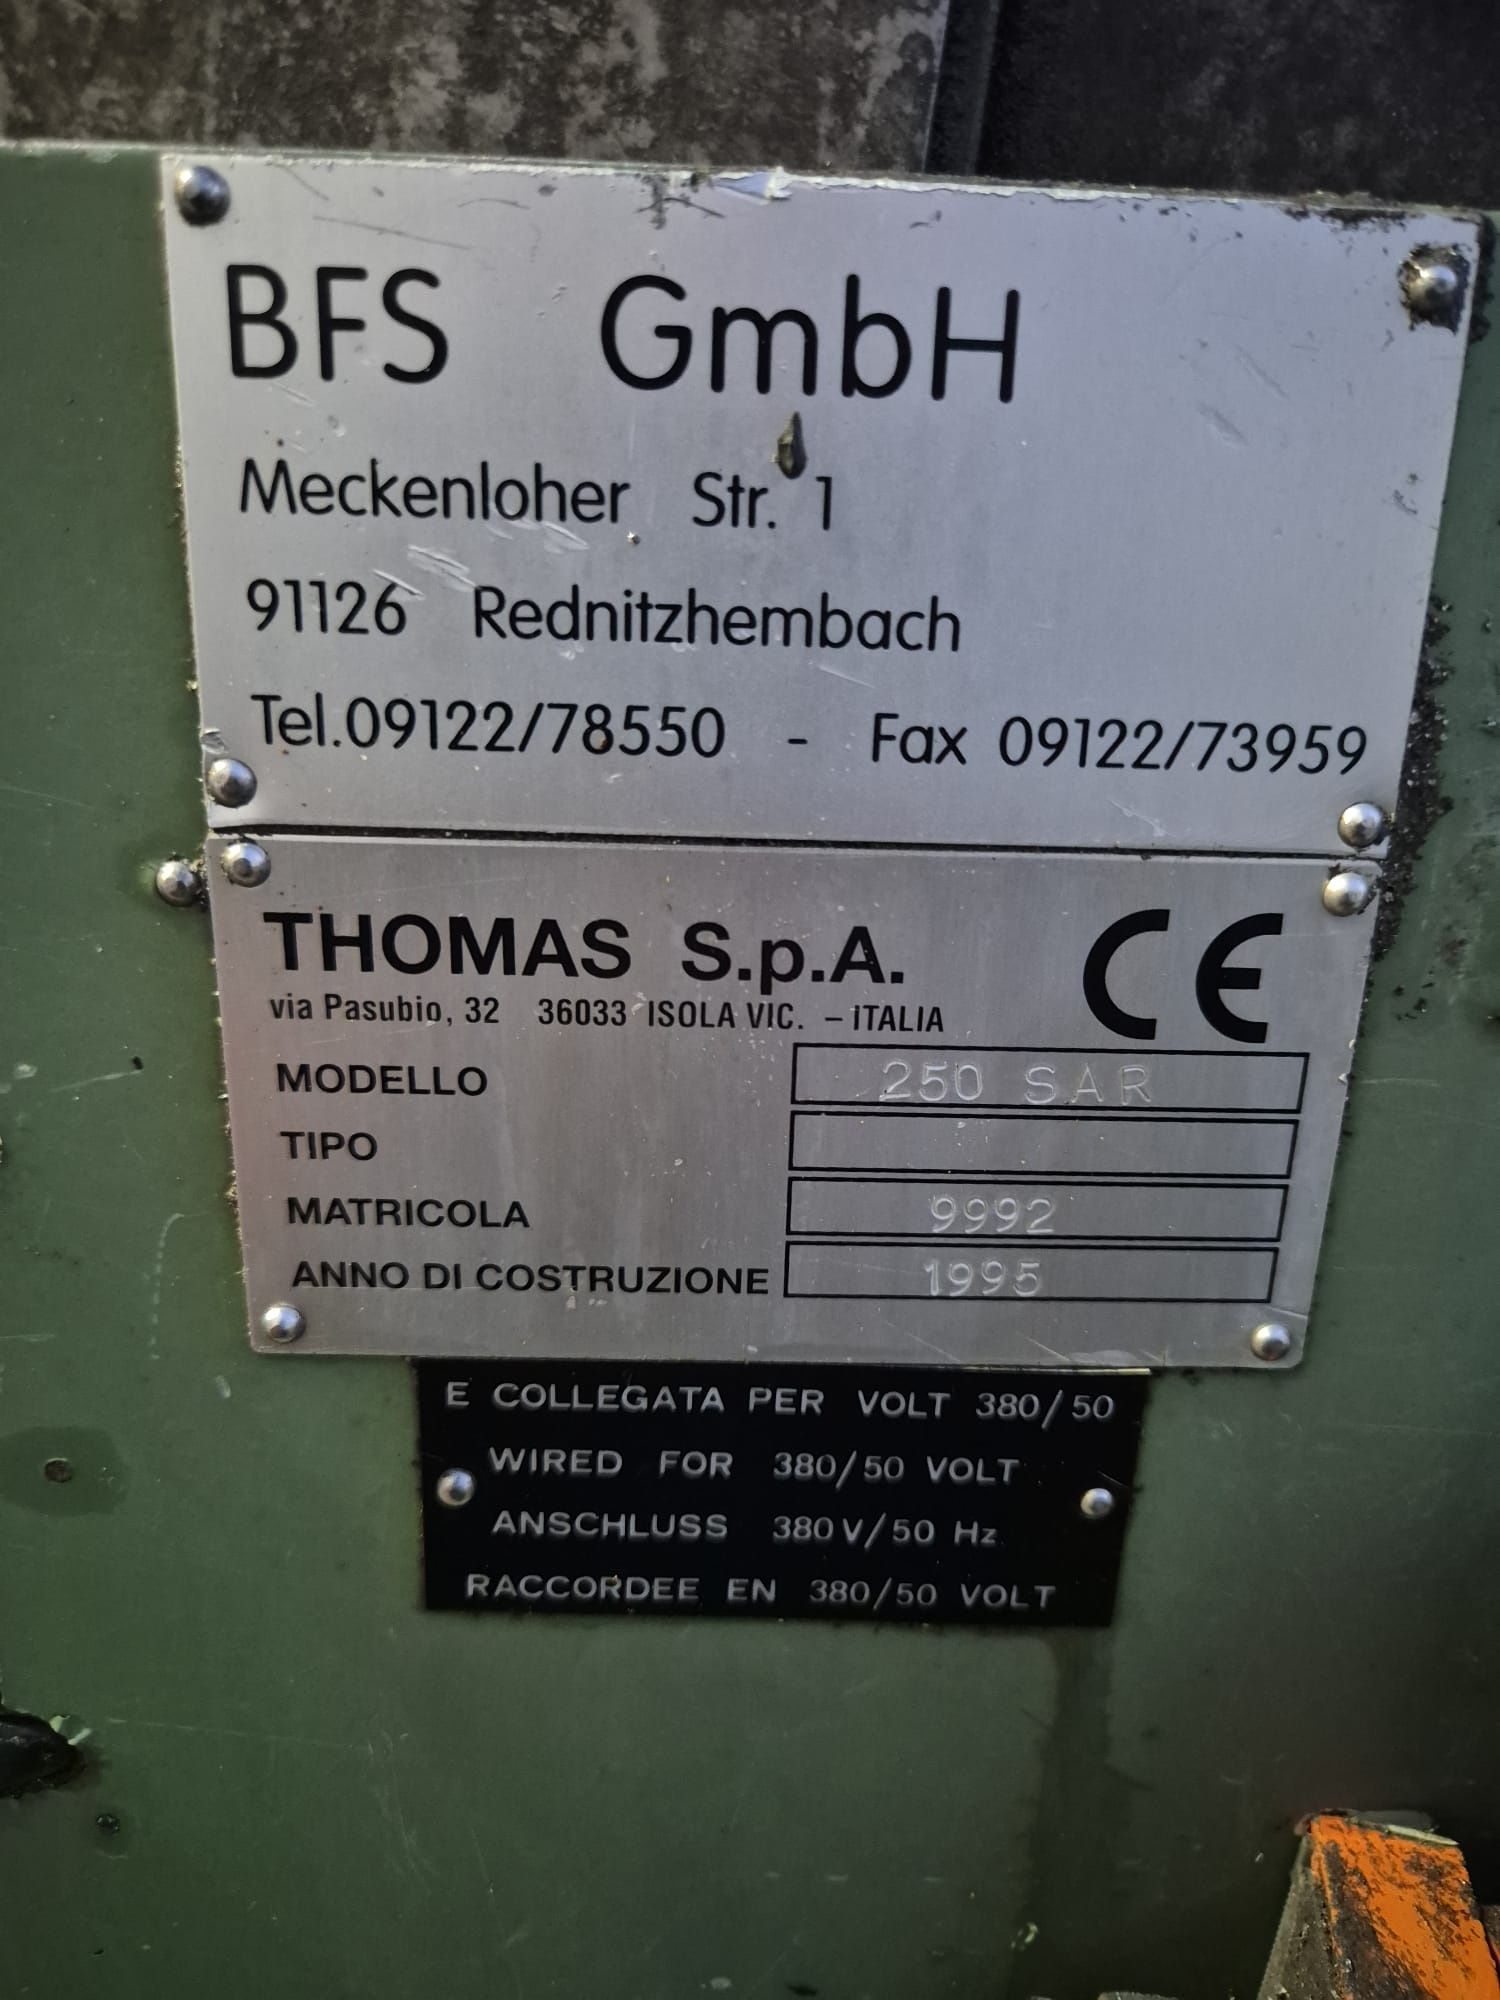 BFS GmbH
Meckenloher Str. 1
91126 Rednitzhembach
Tel.09122/78550 - Fax 09122/73959
THOMAS S.p.A. CE
via Pasubio, 32 36033 ISOLA VIC. - ITALIA
MODELLO 250 SAR
TIPO
MATRICOLA 9992
ANNO DI COSTRUZIONE 1995
E COLLEGATA PER VOLT 380/50
WIRED FOR 380/50 VOLT
ANSCHLUSS 380V/50 Hz
RACCORDEE EN 380/50 VOLT